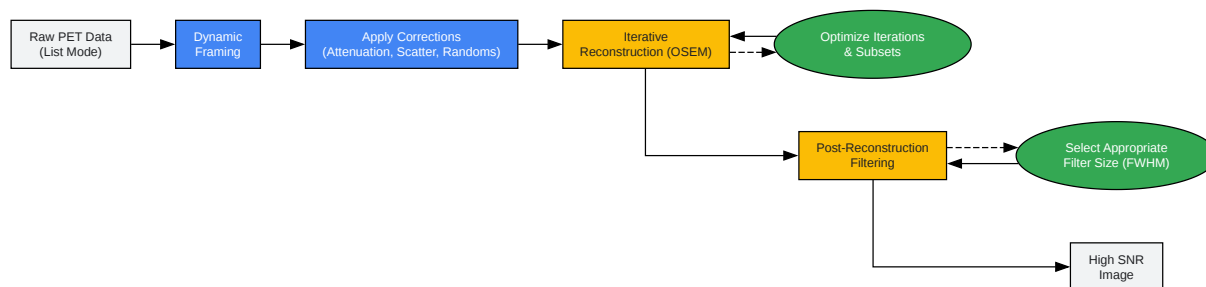 Raw PET Data
(List Mode)
Dynamic
Framing
Apply Corrections
(Attenuation, Scatter, Randoms)
Iterative
Reconstruction (OSEM)
Optimize Iterations
& Subsets
Post-Reconstruction
Filtering
Select Appropriate
Filter Size (FWHM)
High SNR
Image